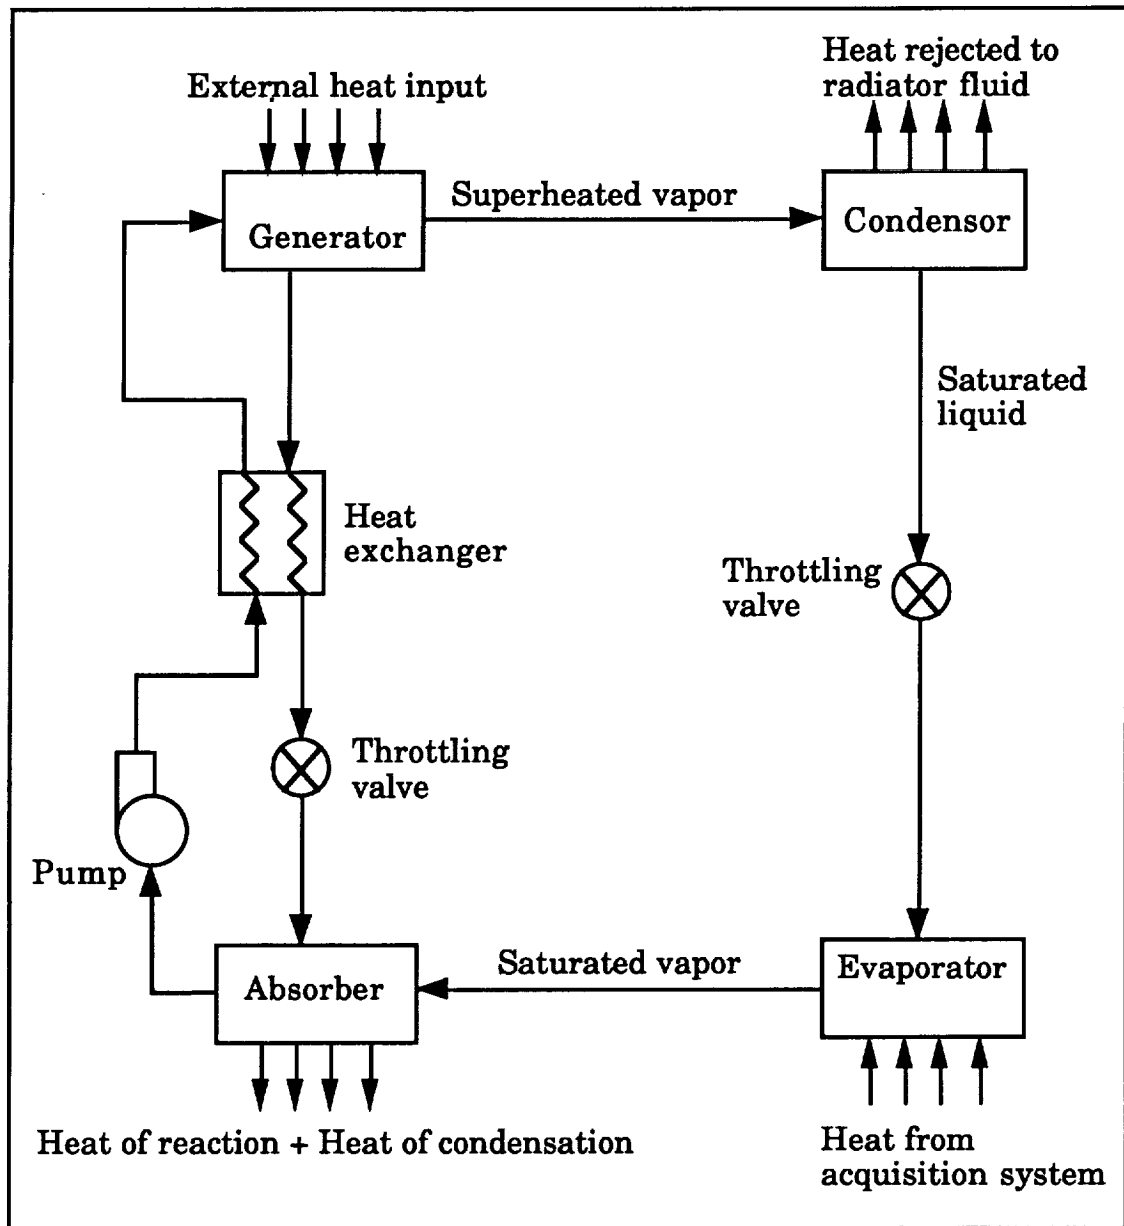 Heat rejected to
radiator fluid
External heat input
Superheated vapor
Generator
Condensor
Saturated
liquid
Heat
exchanger
Throttling
valve
Throttling
valve
Pump
Saturated vapor
Evaporator
Absorber
Heat of reaction + Heat of condensation
Heat from
acquisition system